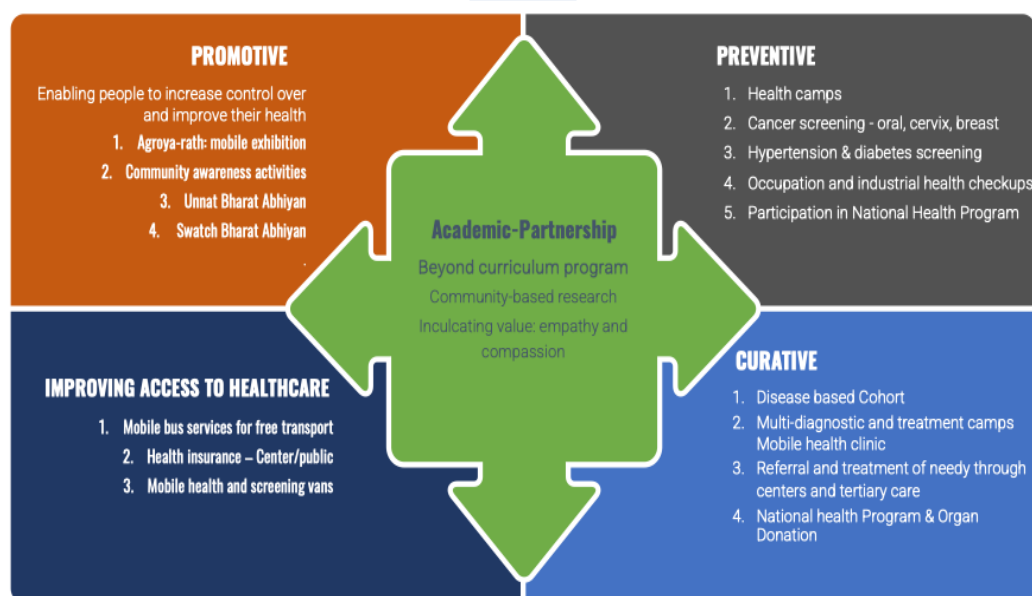 PROMOTIVE
Enabling people to increase control over
and improve their health
1. Agroya-rath: mobile exhibition
2. Community awareness activities
3. Unnat Bharat Abhiyan
4. Swatch Bharat Abhiyan
.
PREVENTIVE
1. Health camps
2. Cancer screening - oral, cervix, breast
3. Hypertension & diabetes screening
4. Occupation and industrial health checkups
5. Participation in National Health Program
Academic-Partnership
Beyond curriculum program
Community-based research
Inculcating value: empathy and
compassion
IMPROVING ACCESS TO HEALTHCARE
1. Mobile bus services for free transport
2. Health insurance – Center/public
3. Mobile health and screening vans
CURATIVE
1. Disease based Cohort
2. Multi-diagnostic and treatment camps
Mobile health clinic
3. Referral and treatment of needy through
centers and tertiary care
4. National health Program & Organ
Donation